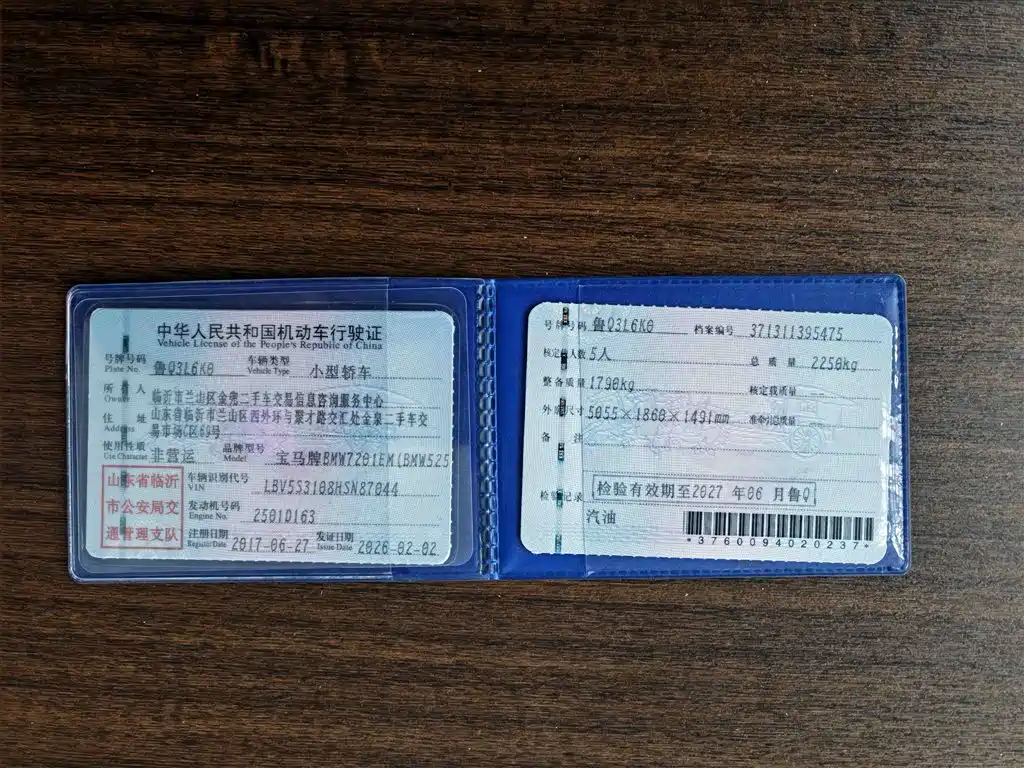 中华人民共和国机动车行驶证
Vehicle License of the People's Republic of China
号牌号码 Plate No. 鲁Q3L6K0 车辆类型 Vehicle Type 小型轿车
所有人 Owner 临沂市兰山区金泉二手车交易信息咨询服务中心
住址 Address 山东省临沂市兰山区西外环与聚才路交汇处金泉二手车交
易市场C区69号
使用性质 Use Character 非营运 品牌型号 Model 宝马牌BMW7201EM(BMW525
山东省临沂
市公安局交
通管理支队
车辆识别代号 VIN LBV5S3108HSN87044
发动机号码 Engine No. 2501D163
注册日期 Register Date 2017-06-27 发证日期 Issue Date 2026-02-02
号牌号码 鲁Q3L6K0 档案编号 371311395475
核定载人数 5人 总质量 2250kg
整备质量 1790kg 核定载质量 --
外廓尺寸 5055×1860×1491mm 准牵引总质量
备注
检验记录 检验有效期至2027年06月鲁Q
汽油
*3760094020237*